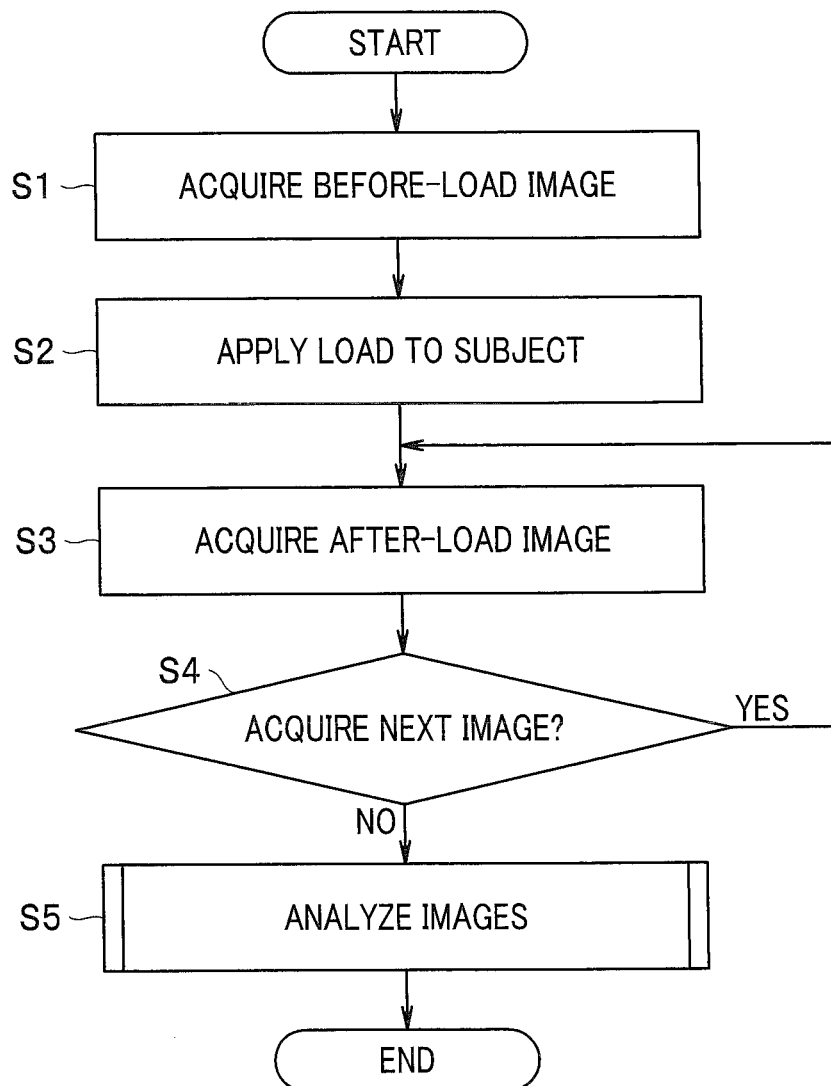 START
S1
ACQUIRE BEFORE-LOAD IMAGE
S2
APPLY LOAD TO SUBJECT
S3
ACQUIRE AFTER-LOAD IMAGE
S4
ACQUIRE NEXT IMAGE?
YES
NO
S5
ANALYZE IMAGES
END